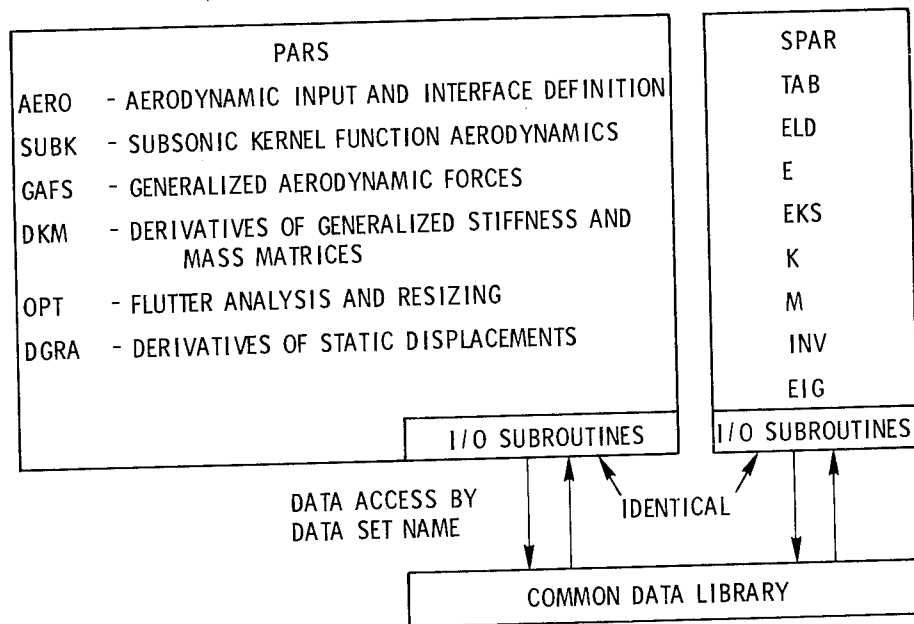 PARS
AERO - AERODYNAMIC INPUT AND INTERFACE DEFINITION
SUBK - SUBSONIC KERNEL FUNCTION AERODYNAMICS
GAFS - GENERALIZED AERODYNAMIC FORCES
DKM - DERIVATIVES OF GENERALIZED STIFFNESS AND
MASS MATRICES
OPT - FLUTTER ANALYSIS AND RESIZING
DGRA - DERIVATIVES OF STATIC DISPLACEMENTS
I/O SUBROUTINES
SPAR
TAB
ELD
E
EKS
K
M
INV
EIG
I/O SUBROUTINES
DATA ACCESS BY
DATA SET NAME
IDENTICAL
COMMON DATA LIBRARY